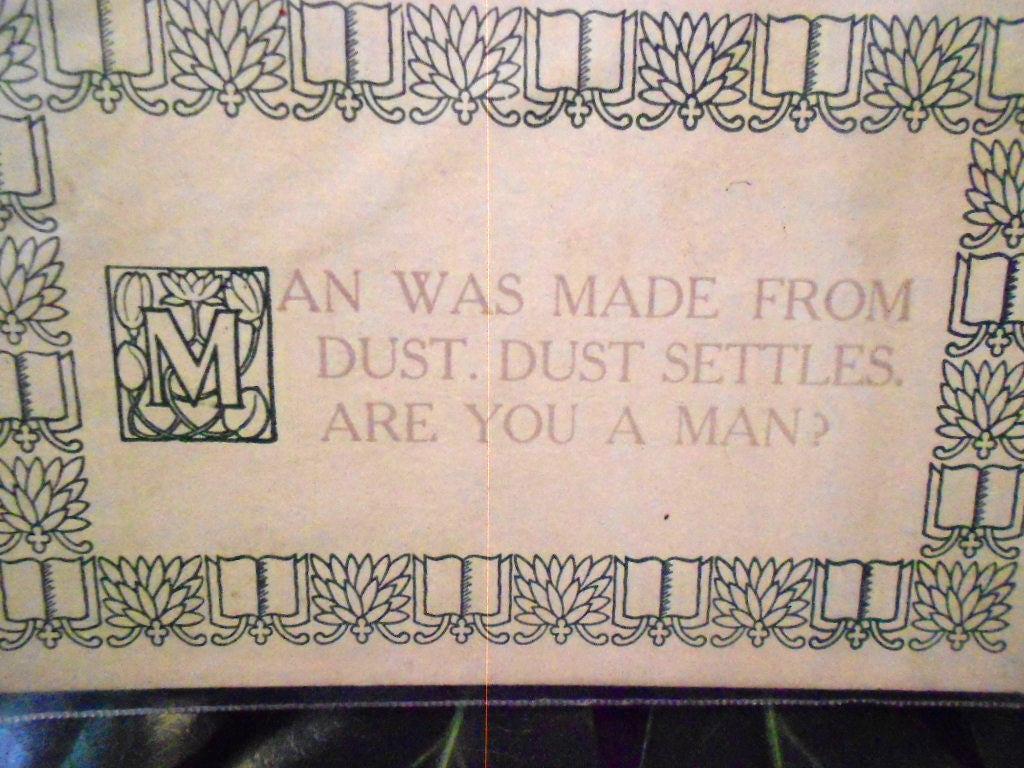 MAN WAS MADE FROM
DUST. DUST SETTLES.
ARE YOU A MAN?